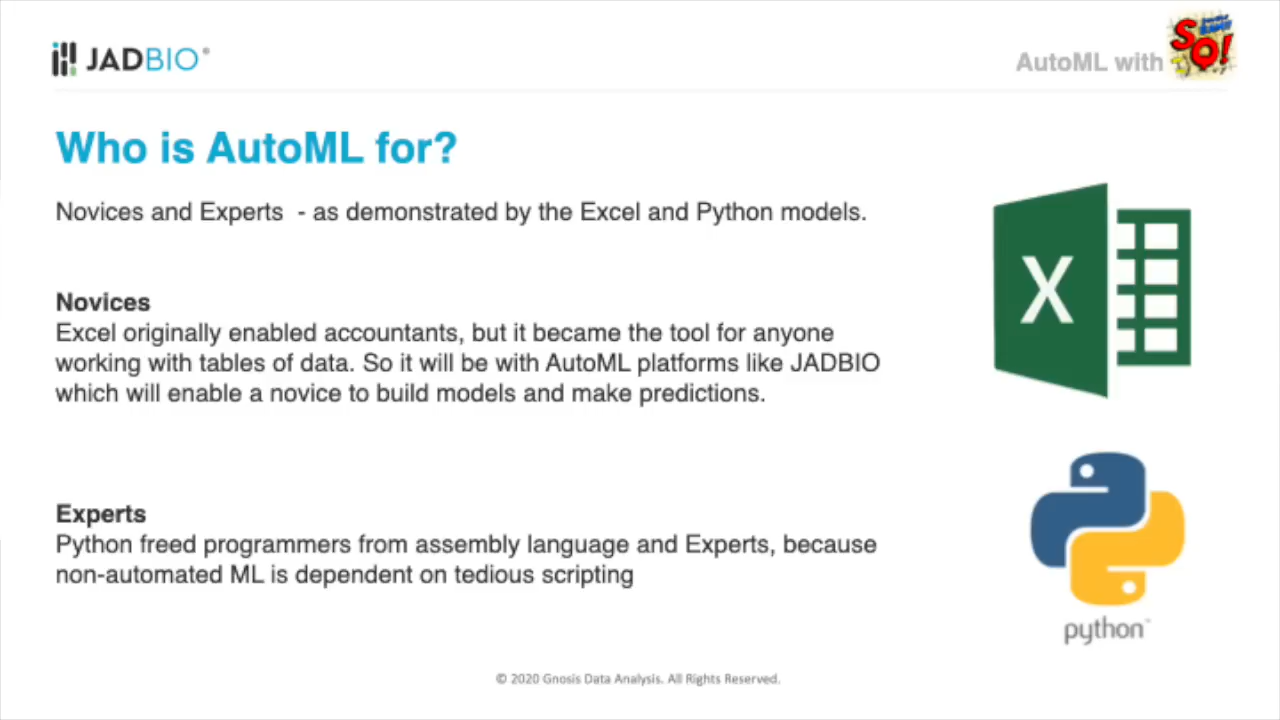 JADBIO®
AutoML with
SO!
Who is AutoML for?
Novices and Experts - as demonstrated by the Excel and Python models.
X
Novices
Excel originally enabled accountants, but it became the tool for anyone
working with tables of data. So it will be with AutoML platforms like JADBIO
which will enable a novice to build models and make predictions.
Experts
Python freed programmers from assembly language and Experts, because
non-automated ML is dependent on tedious scripting
python™
© 2020 Gnosis Data Analysis. All Rights Reserved.